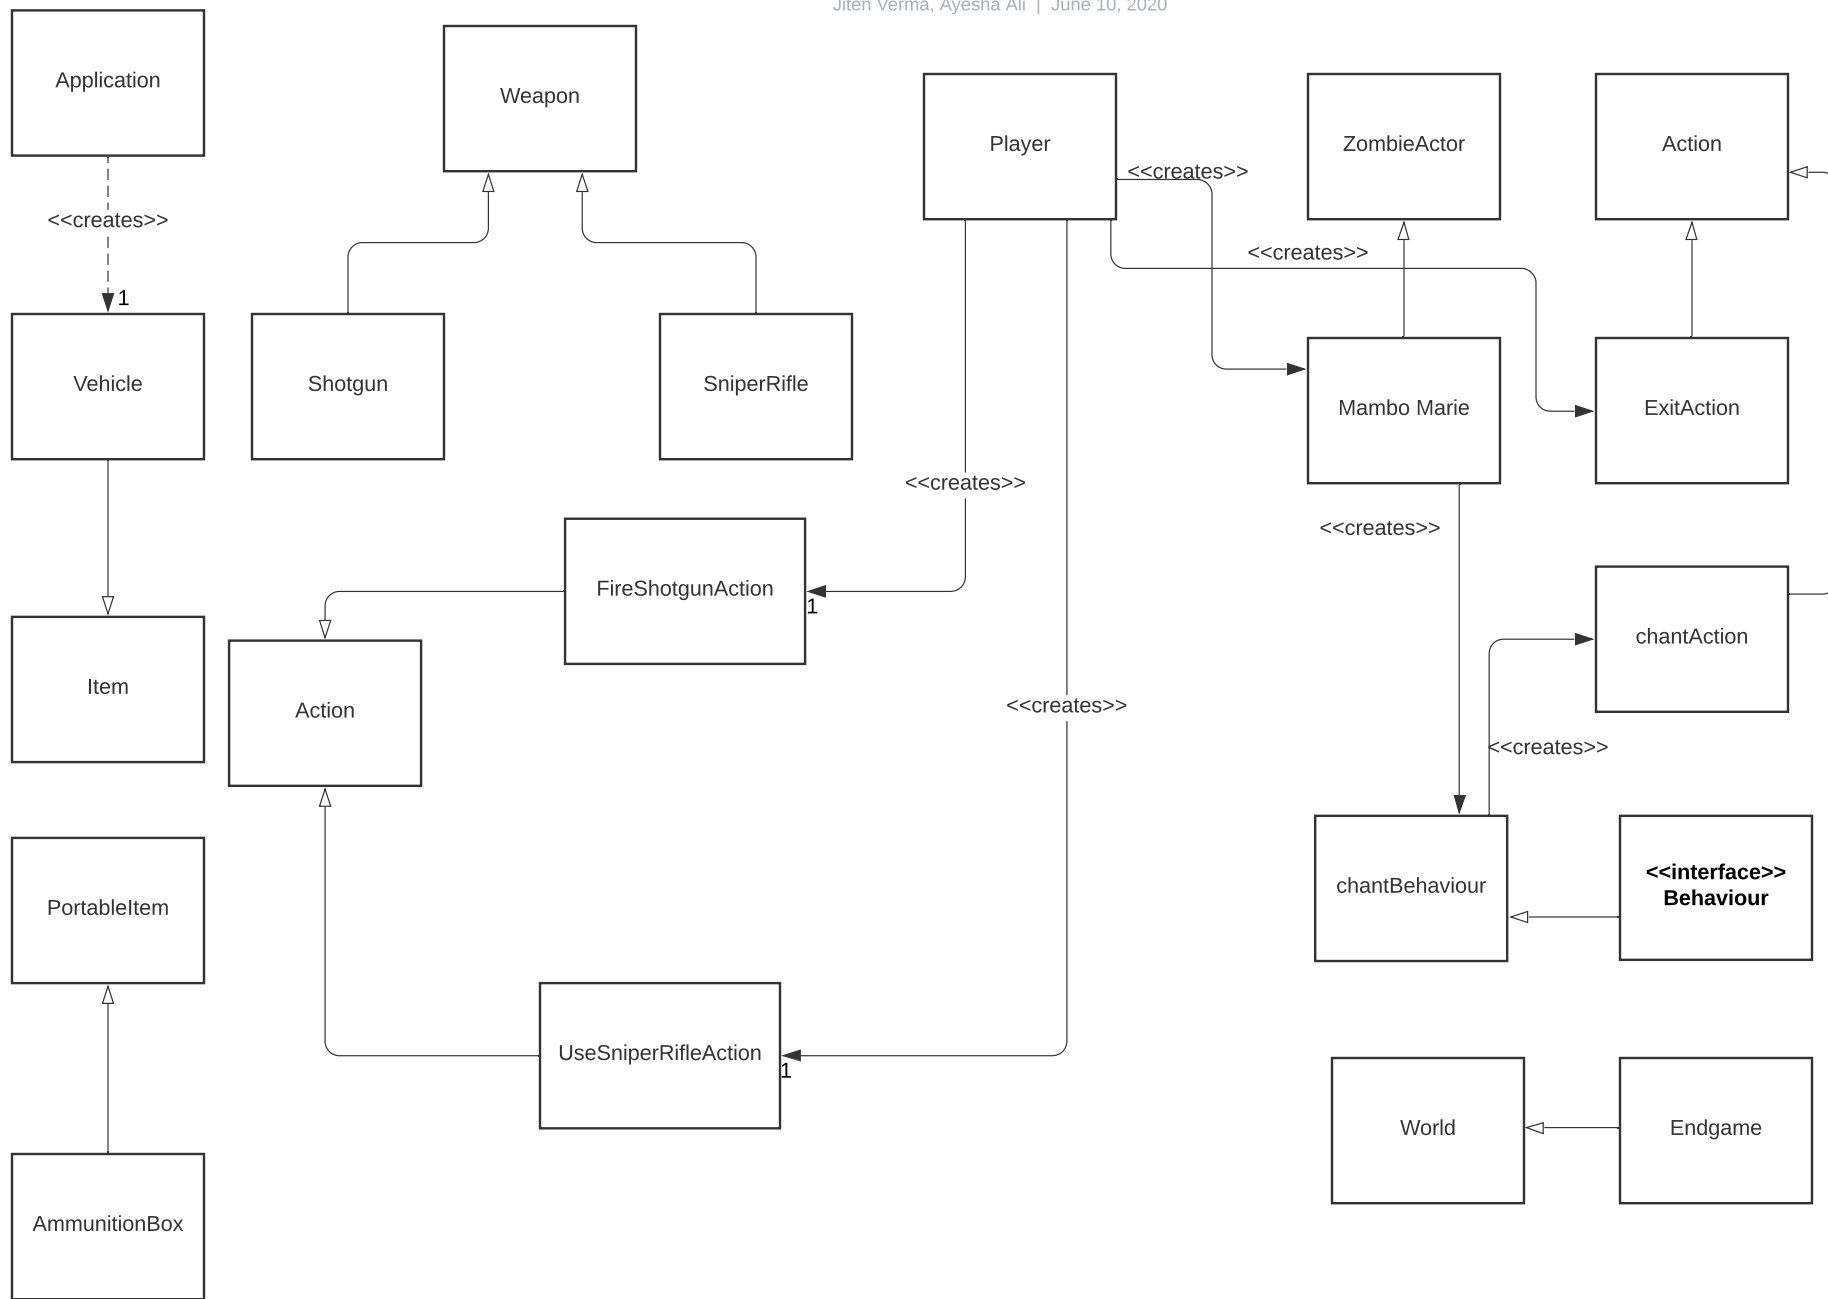 Jiten Verma, Ayesha Ali | June 10, 2020
Application
Weapon
Player
ZombieActor
Action
<<creates>>
<<creates>>
<<creates>>
1
Vehicle
Shotgun
SniperRifle
Mambo Marie
ExitAction
<<creates>>
<<creates>>
FireShotgunAction
1
chantAction
Item
Action
<<creates>>
<<creates>>
PortableItem
chantBehaviour
<<interface>>
Behaviour
UseSniperRifleAction
1
World
Endgame
AmmunitionBox